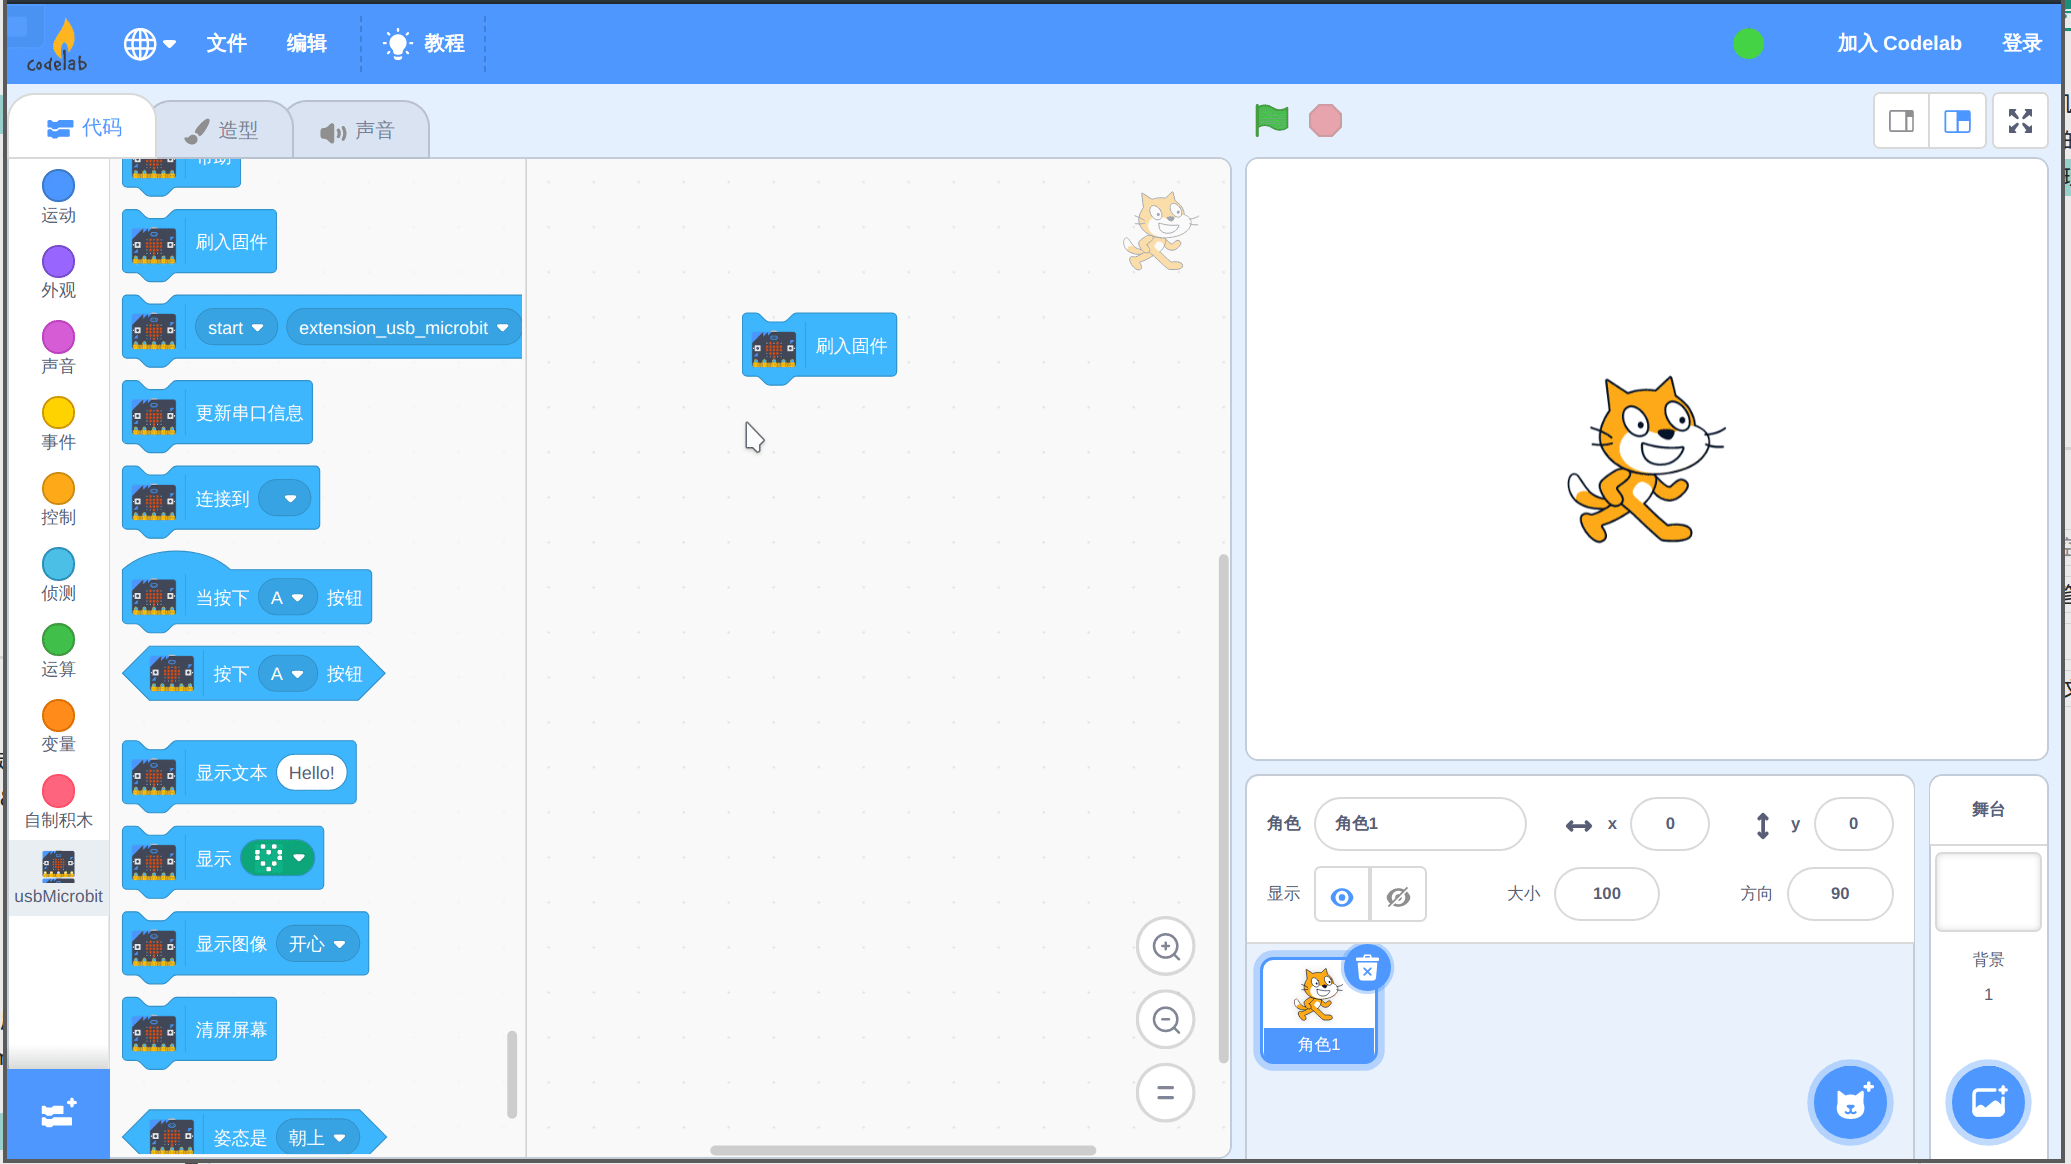 codelab
文件
编辑
教程
加入 Codelab
登录
代码
造型
声音
运动
外观
声音
事件
控制
侦测
运算
变量
自制积木
usbMicrobit
帮助
刷入固件
start
extension_usb_microbit
更新串口信息
连接到
当按下 A 按钮
按下 A 按钮
显示文本 Hello!
显示
显示图像 开心
清屏屏幕
姿态是 朝上
刷入固件
角色 角色1 x 0 y 0
显示 大小 100 方向 90
角色1
舞台
背景
1